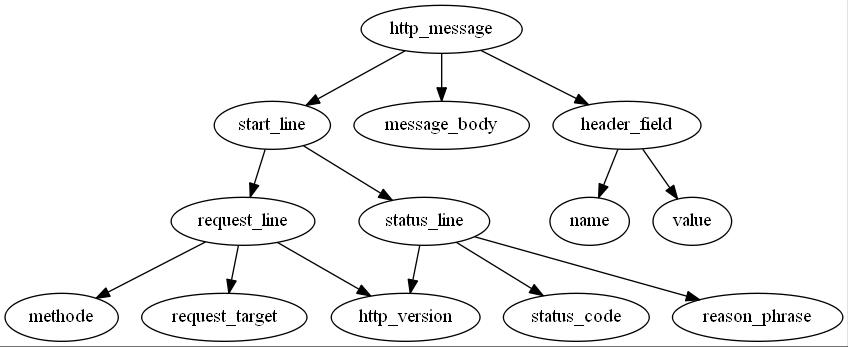 http_message
start_line
message_body
header_field
request_line
status_line
name
value
methode
request_target
http_version
status_code
reason_phrase